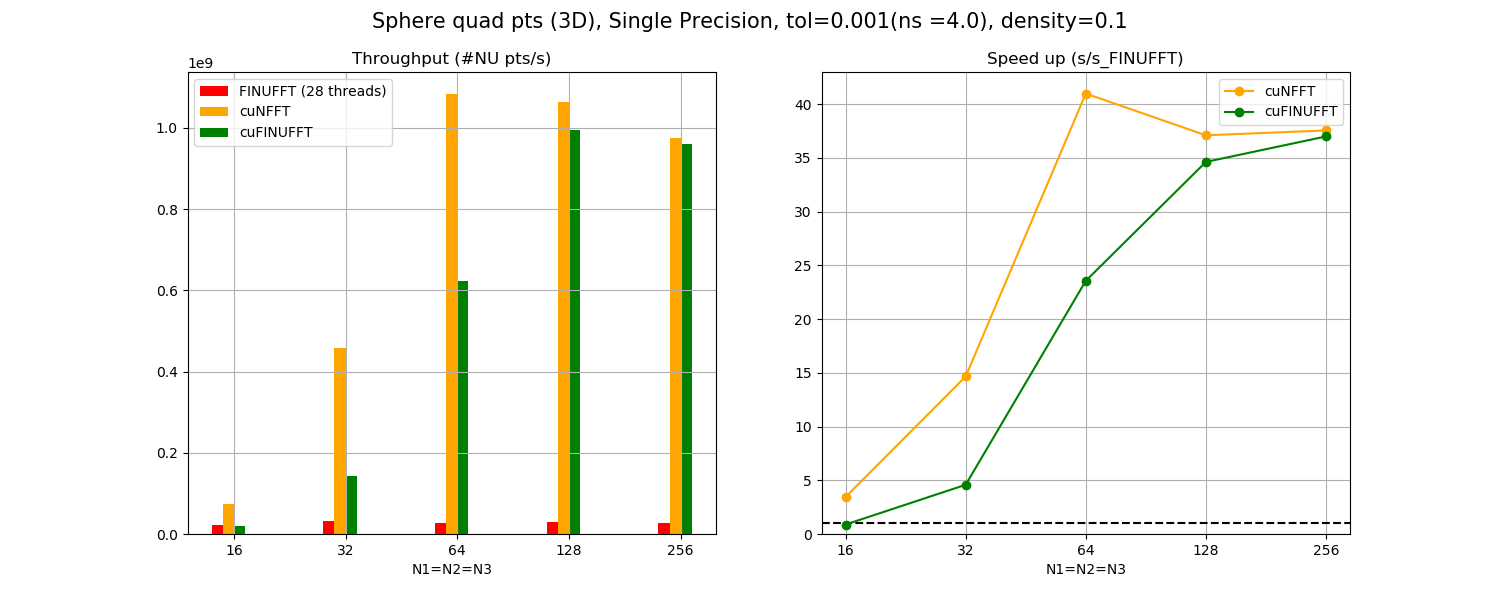 Sphere quad pts (3D), Single Precision, tol=0.001(ns =4.0), density=0.1
Throughput (#NU pts/s)
1e9
FINUFFT (28 threads)
cuNFFT
cuFINUFFT
1.0
0.8
0.6
0.4
0.2
0.0
16 32 64 128 256
N1=N2=N3
Speed up (s/s_FINUFFT)
cuNFFT
cuFINUFFT
40
35
30
25
20
15
10
5
0
16 32 64 128 256
N1=N2=N3